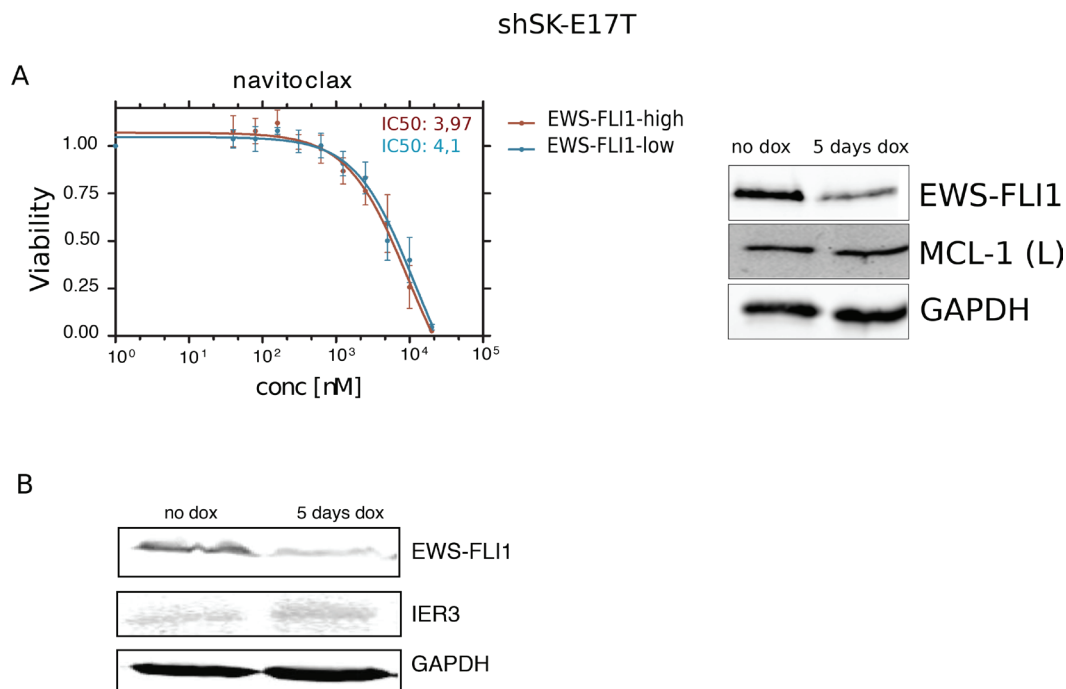 shSK-E17T
A
navitoclax
IC50: 3,97
IC50: 4,1
EWS-FLI1-high
EWS-FLI1-low
Viability
1.00
0.75
0.50
0.25
0.00
10⁰ 10¹ 10² 10³ 10⁴ 10⁵
conc [nM]
no dox 5 days dox
EWS-FLI1
MCL-1 (L)
GAPDH
B
no dox 5 days dox
EWS-FLI1
IER3
GAPDH